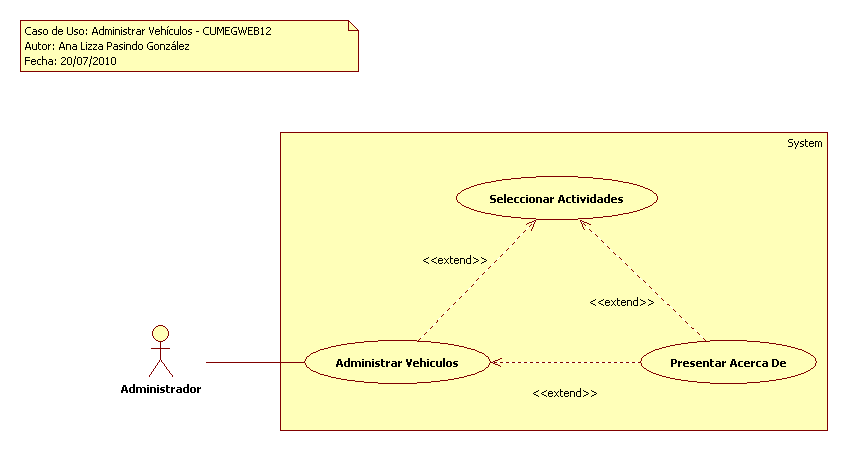 Caso de Uso: Administrar Vehículos - CUMEGWEB12
Autor: Ana Lizza Pasindo González
Fecha: 20/07/2010
System
Seleccionar Actividades
<<extend>>
<<extend>>
Administrar Vehiculos
Presentar Acerca De
Administrador
<<extend>>